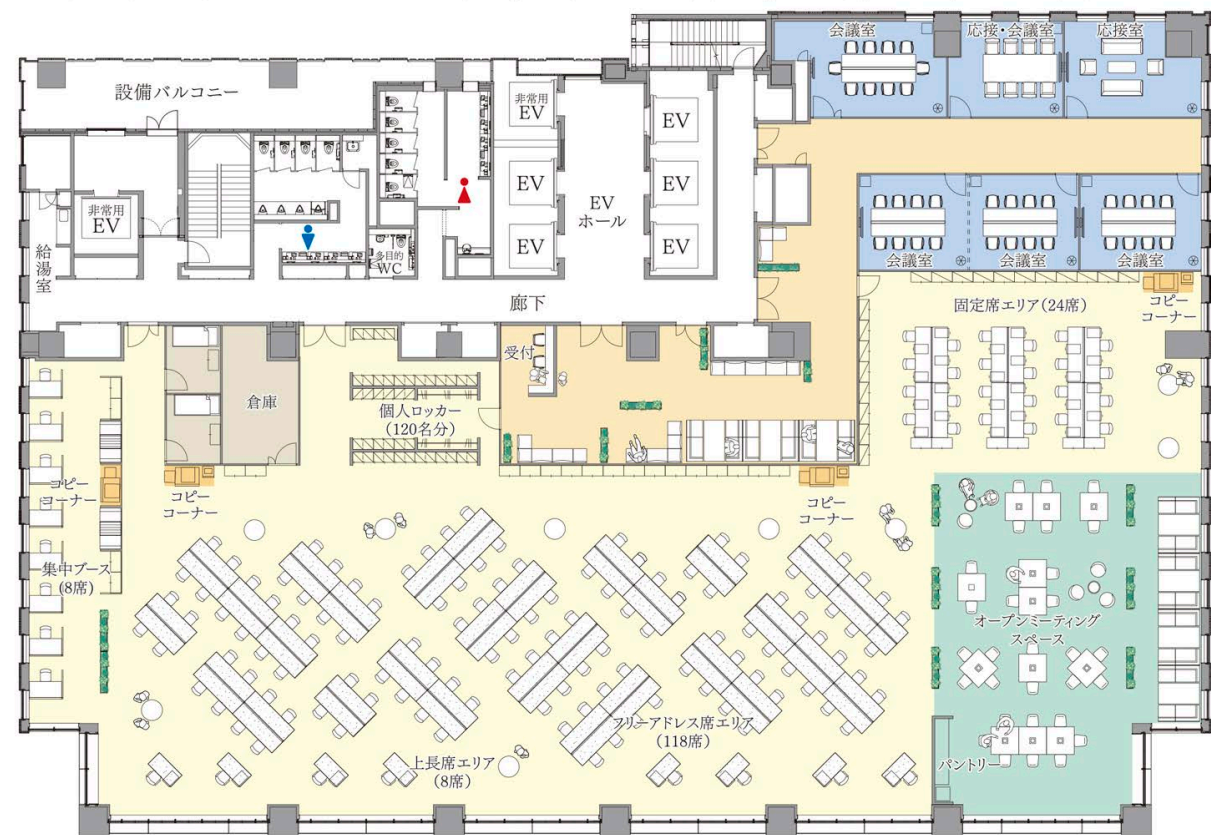 会議室
応接・会議室
応接室
設備バルコニー
非常用
EV
EV
EV
EV
EV
EV
EV
ホール
非常用
EV
給湯室
多目的
WC
廊下
会議室
会議室
会議室
固定席エリア(24席)
コピー
コーナー
受付
倉庫
個人ロッカー
(120名分)
コピー
コーナー
コピー
コーナー
コピー
コーナー
集中ブース
(8席)
オープンミーティング
スペース
フリーアドレス席エリア
(118席)
上長席エリア
(8席)
パントリー